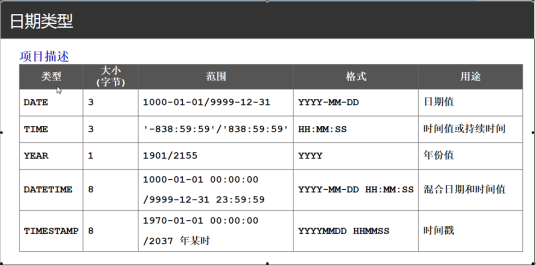 日期类型
项目描述
类型 大小 (字节) 范围 格式 用途
DATE 3 1000-01-01/9999-12-31 YYYY-MM-DD 日期值
TIME 3 '-838:59:59'/'838:59:59' HH:MM:SS 时间值或持续时间
YEAR 1 1901/2155 YYYY 年份值
DATETIME 8 1000-01-01 00:00:00 /9999-12-31 23:59:59 YYYY-MM-DD HH:MM:SS 混合日期和时间值
TIMESTAMP 8 1970-01-01 00:00:00 /2037 年某时 YYYYMMDD HHMMSS 时间戳